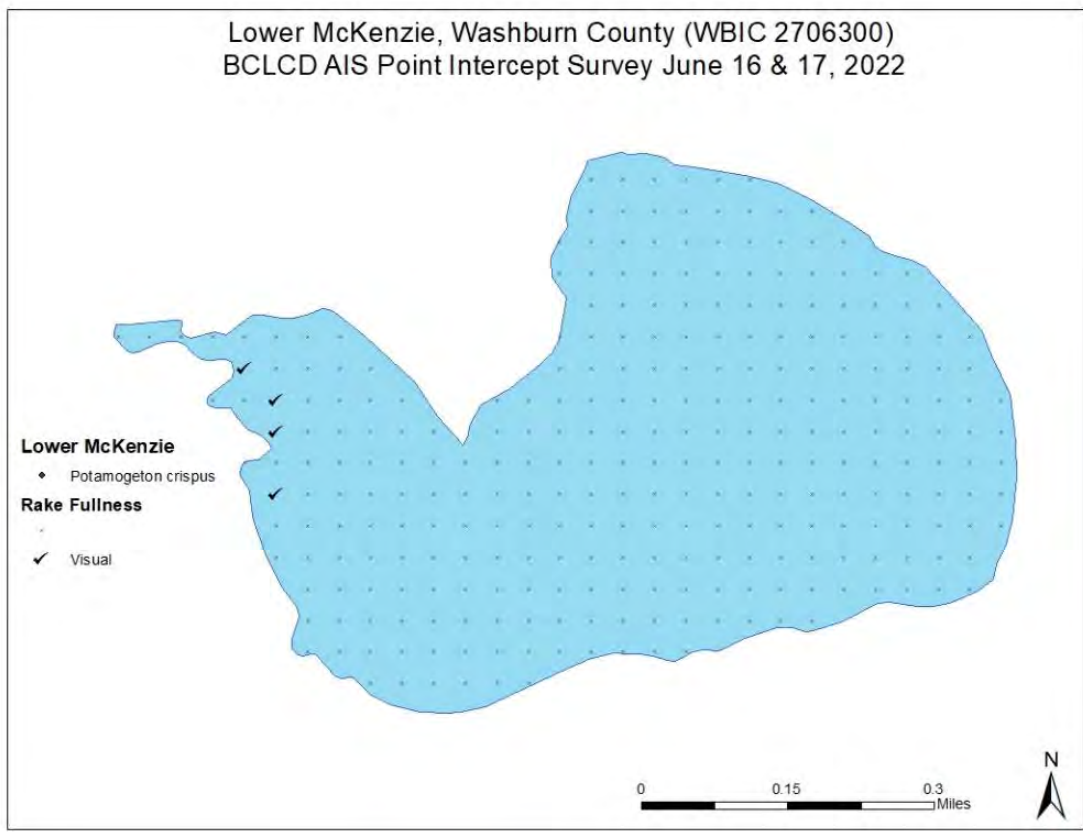 Lower McKenzie, Washburn County (WBIC 2706300)
BCLCD AIS Point Intercept Survey June 16 & 17, 2022
Lower McKenzie
Potamogeton crispus
Rake Fullness
Visual
0 0.15 0.3
Miles
N